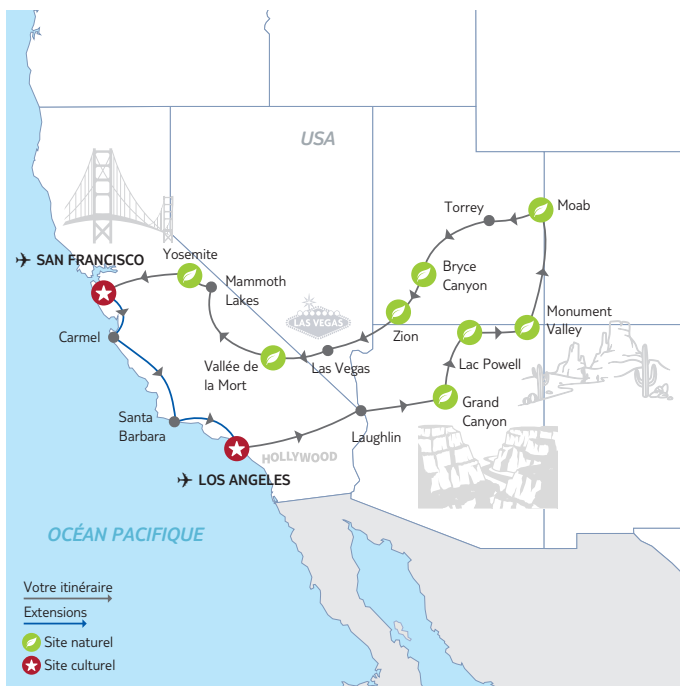 USA
Torrey
Moab
SAN FRANCISCO
Yosemite
Mammoth
Lakes
Bryce
Canyon
LAS VEGAS
Zion
Monument
Valley
Carmel
Vallée de
la Mort
Las Vegas
Lac Powell
Grand
Canyon
Santa
Barbara
Laughlin
HOLLYWOOD
LOS ANGELES
OCÉAN PACIFIQUE
Votre itinéraire
Extensions
Site naturel
Site culturel